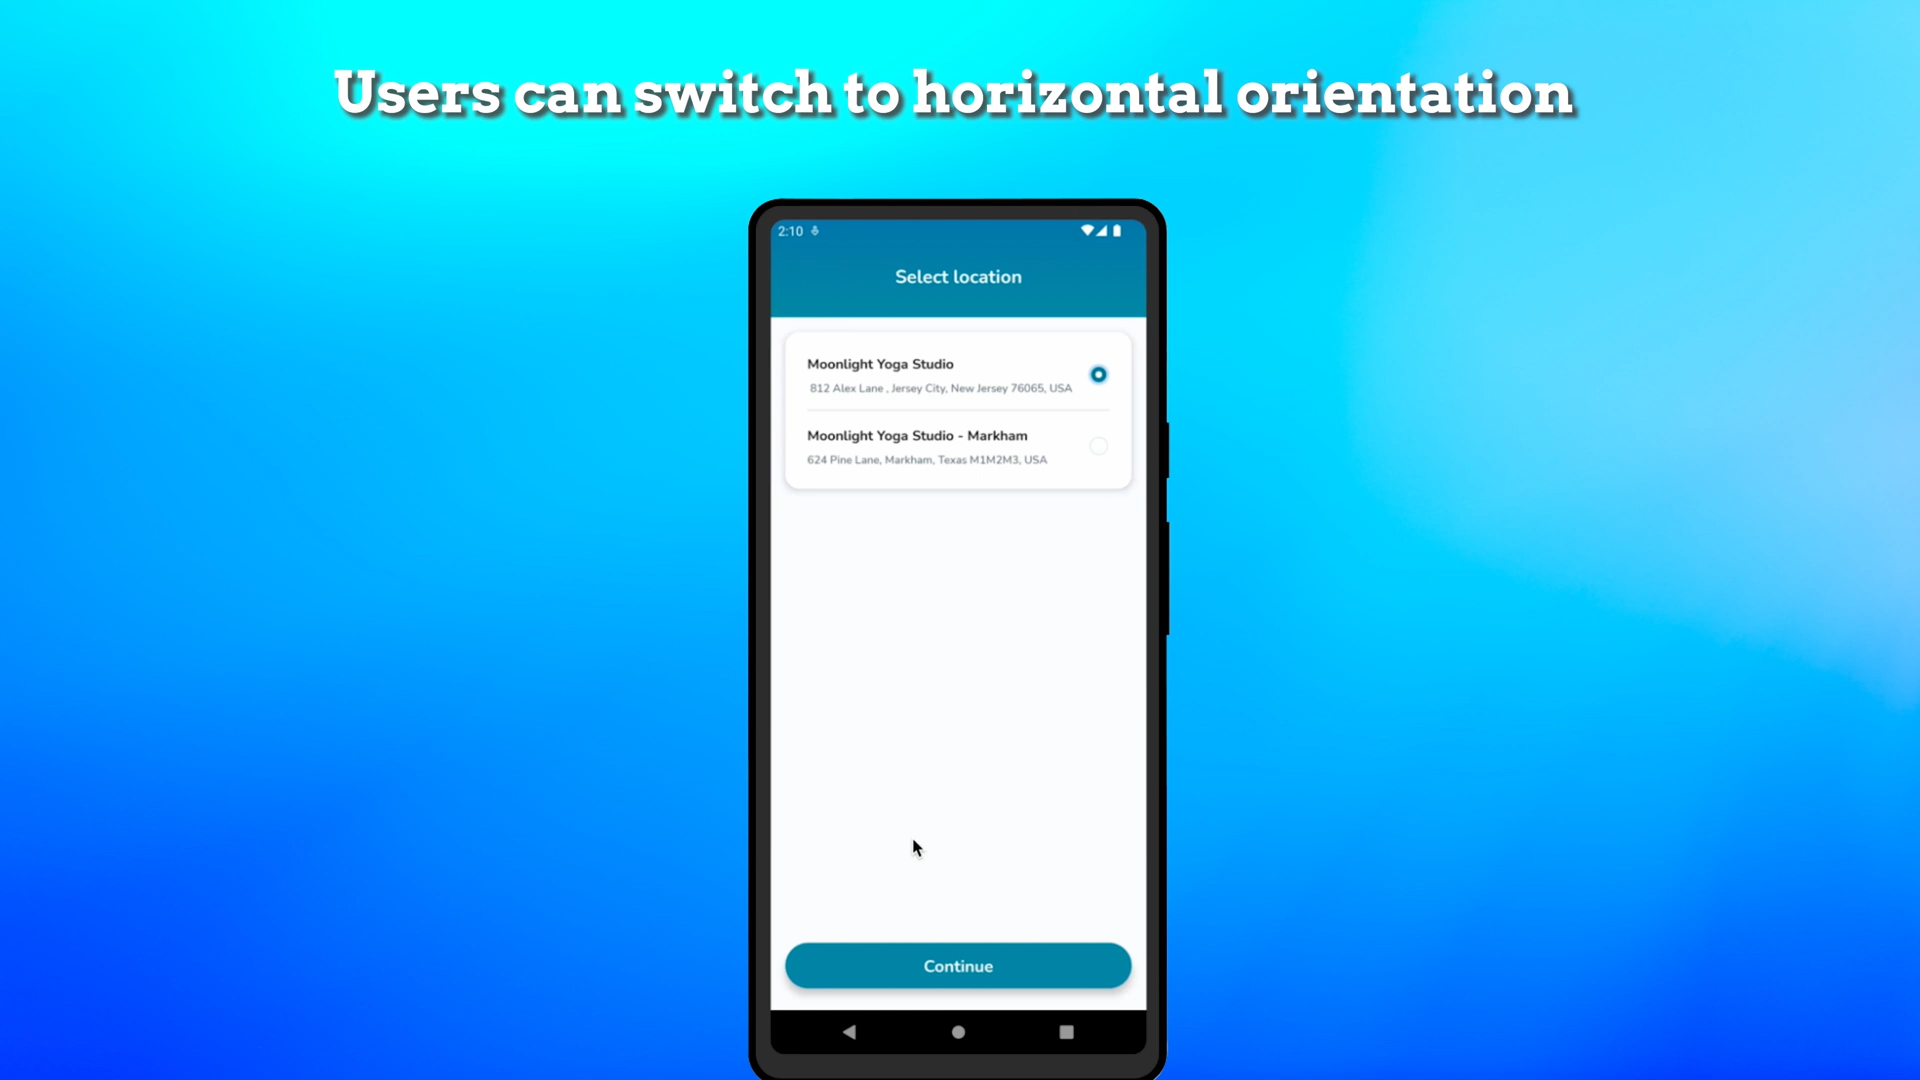 Users can switch to horizontal orientation
2:10
Select location
Moonlight Yoga Studio
812 Alex Lane , Jersey City, New Jersey 76065, USA
Moonlight Yoga Studio - Markham
624 Pine Lane, Markham, Texas M1M2M3, USA
Continue